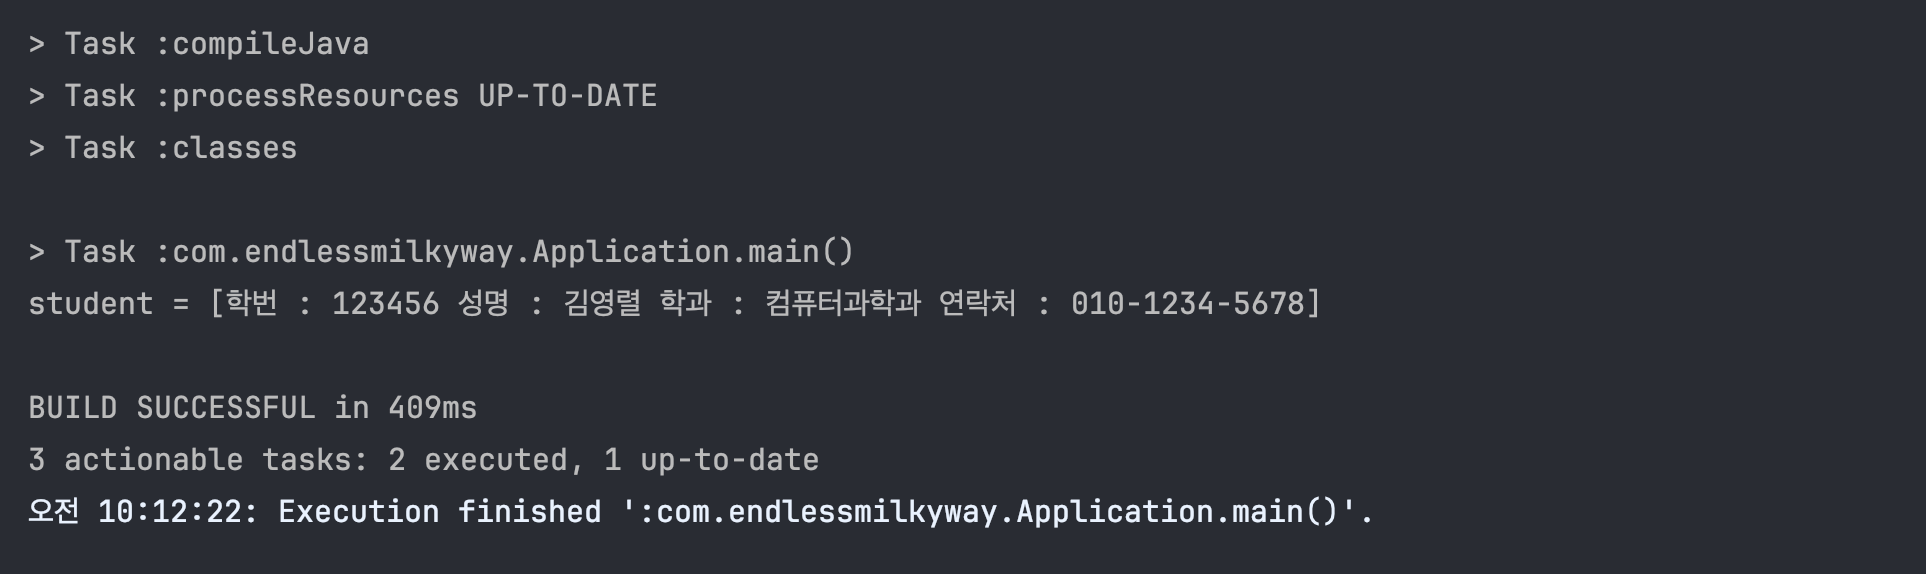 > Task :compileJava
> Task :processResources UP-TO-DATE
> Task :classes
> Task :com.endlessmilkyway.Application.main()
student = [학번 : 123456 성명 : 김영렬 학과 : 컴퓨터과학과 연락처 : 010-1234-5678]
BUILD SUCCESSFUL in 409ms
3 actionable tasks: 2 executed, 1 up-to-date
오전 10:12:22: Execution finished ':com.endlessmilkyway.Application.main()'.